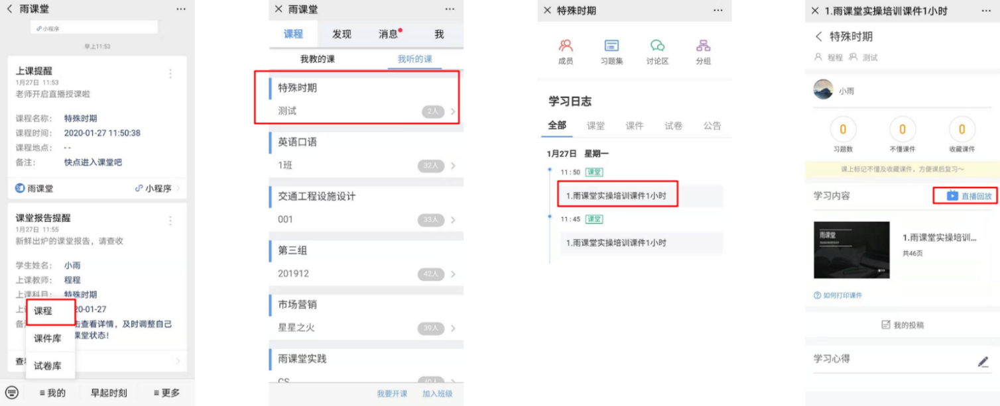 雨课堂
小程序
早上11:53
上课提醒
1月27日 11:53
老师开启直播授课啦
课程名称: 特殊时期
课程时间: 2020-01-27 11:50:38
课程地点: --
备注: 快点进入课堂吧
雨课堂 小程序
课堂报告提醒
1月27日 11:55
新鲜出炉的课堂报告，请查收
学生姓名: 小雨
上课教师: 程程
上课科目: 特殊时期
上 20-01-27
击查看详情，及时调整自己
课堂状态!
课程
课件库
试卷库
我的
早起时刻
更多
雨课堂
课程 发现 消息 我
我教的课 我听的课
特殊时期
测试 2人
英语口语
1班 32人
交通工程设施设计
001 33人
第三组
201912 42人
市场营销
星星之火 39人
雨课堂实践
我要开课 加入班级
特殊时期
成员 习题集 讨论区 分组
学习日志
全部 课堂 课件 试卷 公告
1月27日 星期一
11:50 课堂
1.雨课堂实操培训课件1小时
11:45 课堂
1.雨课堂实操培训课件1小时
1.雨课堂实操培训课件1小时
特殊时期
程程 测试
小雨
0 0 0
习题数 不懂课件 收藏课件
课上标记不懂及收藏课件，方便课后复习～
学习内容 直播回放
雨课堂
1.雨课堂实操培训...
共46页
如何打印课件
我的投稿
学习心得